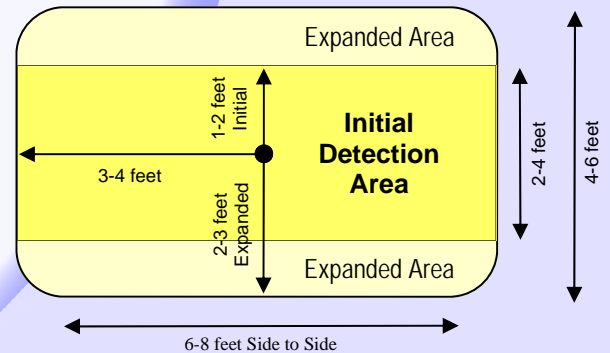 Expanded Area
1-2 feet
Initial
Initial
Detection
Area
3-4 feet
2-3 feet
Expanded
2-4 feet
4-6 feet
Expanded Area
6-8 feet Side to Side